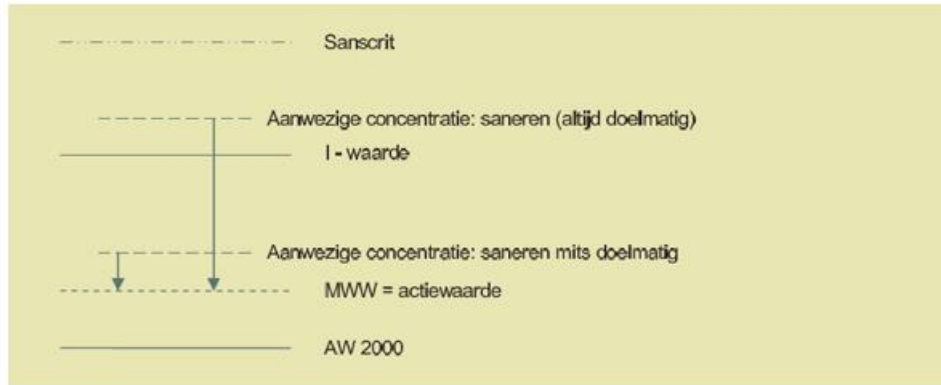 Sanscrit
Aanwezige concentratie: saneren (altijd doelmatig)
I - waarde
Aanwezige concentratie: saneren mits doelmatig
MWW = actiewaarde
AW 2000